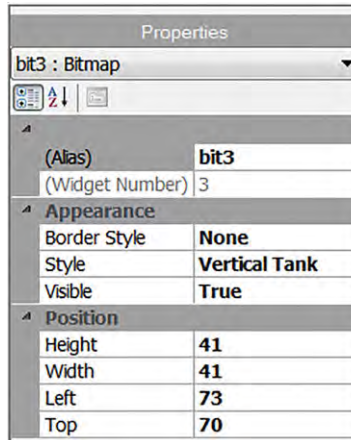 Properties
bit3 : Bitmap
(Alias) bit3
(Widget Number) 3
Appearance
Border Style None
Style Vertical Tank
Visible True
Position
Height 41
Width 41
Left 73
Top 70